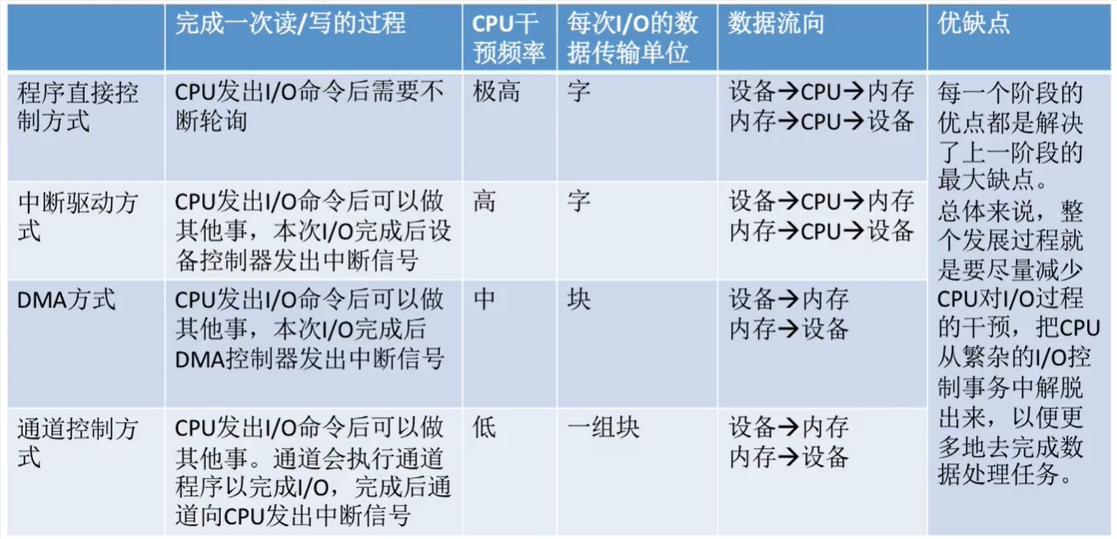 完成一次读/写的过程
CPU干
预频率
每次I/O的数
据传输单位
数据流向
优缺点
程序直接控
制方式
CPU发出I/O命令后需要不
断轮询
极高
字
设备→CPU→内存
内存→CPU→设备
每一个阶段的
优点都是解决
了上一阶段的
最大缺点。
总体来说，整
个发展过程就
是要尽量减少
CPU对I/O过程
的干预，把CPU
从繁杂的I/O控
制事务中解脱
出来，以便更
多地去完成数
据处理任务。
中断驱动方
式
CPU发出I/O命令后可以做
其他事，本次I/O完成后设
备控制器发出中断信号
高
字
设备→CPU→内存
内存→CPU→设备
DMA方式
CPU发出I/O命令后可以做
其他事，本次I/O完成后
DMA控制器发出中断信号
中
块
设备→内存
内存→设备
通道控制方
式
CPU发出I/O命令后可以做
其他事。通道会执行通道
程序以完成I/O，完成后通
道向CPU发出中断信号
低
一组块
设备→内存
内存→设备